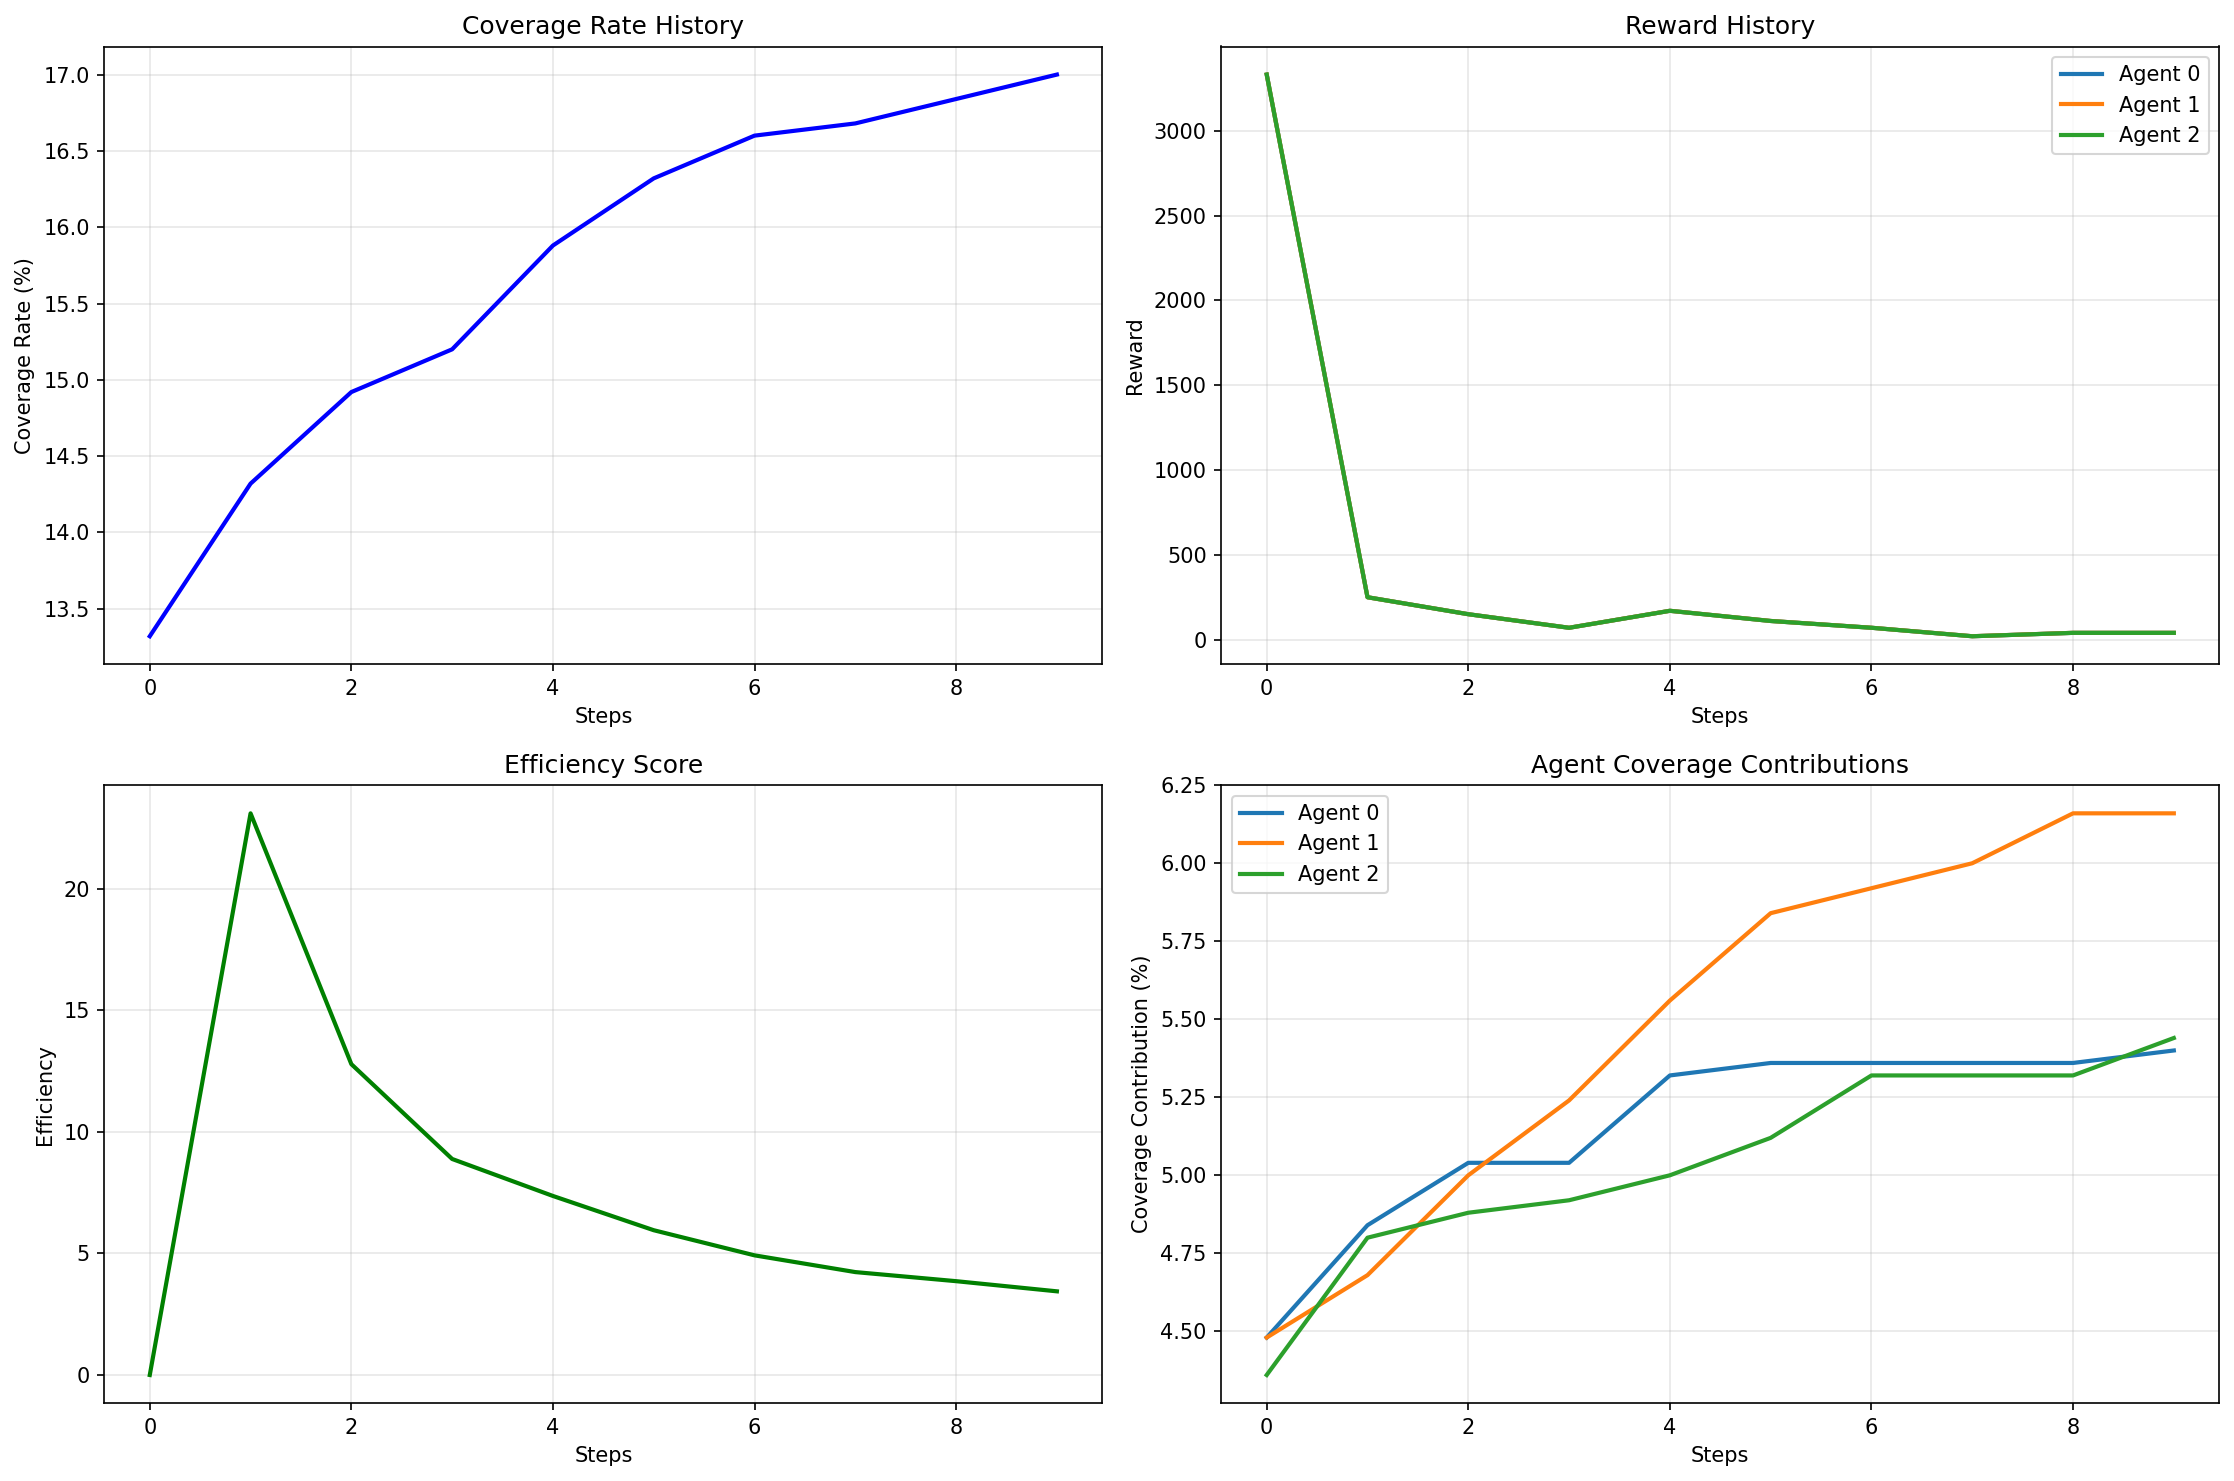 Coverage Rate History
Coverage Rate (%)
17.0
16.5
16.0
15.5
15.0
14.5
14.0
13.5
0 2 4 6 8
Steps
Reward History
Reward
3000
2500
2000
1500
1000
500
0
Agent 0
Agent 1
Agent 2
0 2 4 6 8
Steps
Efficiency Score
Efficiency
20
15
10
5
0
0 2 4 6 8
Steps
Agent Coverage Contributions
Coverage Contribution (%)
6.25
6.00
5.75
5.50
5.25
5.00
4.75
4.50
Agent 0
Agent 1
Agent 2
0 2 4 6 8
Steps